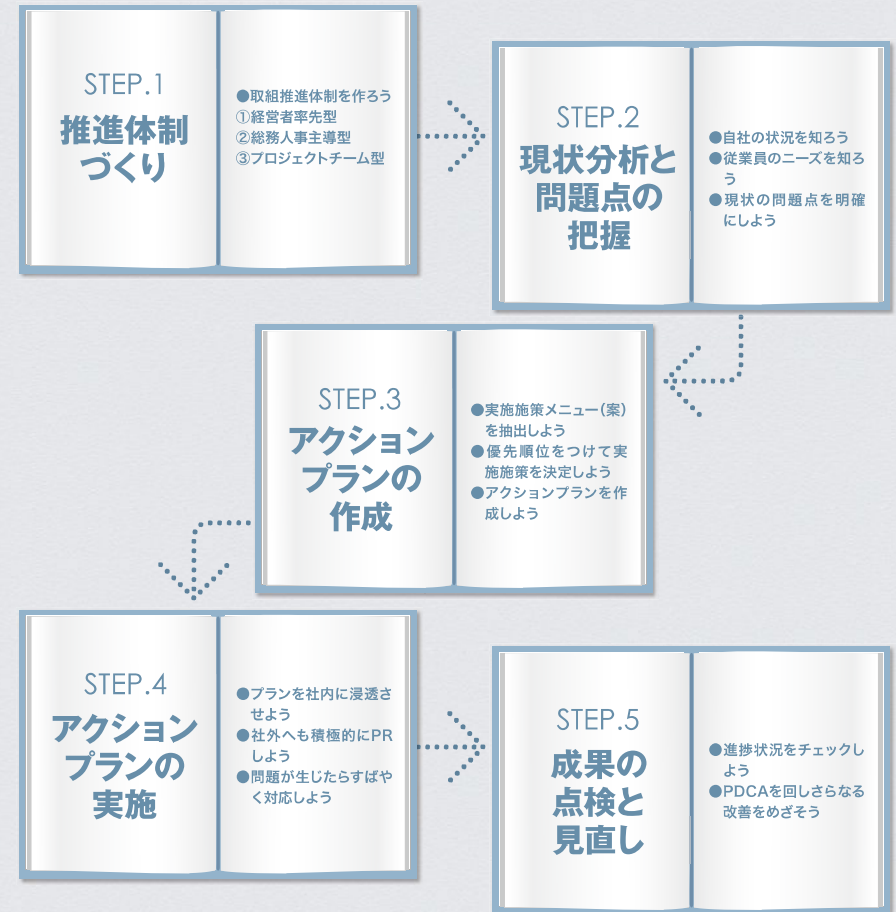 STEP.1
推進体制
づくり
●取組推進体制を作ろう
①経営者率先型
②総務人事主導型
③プロジェクトチーム型
STEP.2
現状分析と
問題点の
把握
●自社の状況を知ろう
●従業員のニーズを知ろ
う
●現状の問題点を明確
にしよう
STEP.3
アクション
プランの
作成
●実施施策メニュー（案）
を抽出しよう
●優先順位をつけて実
施施策を決定しよう
●アクションプランを作
成しよう
STEP.4
アクション
プランの
実施
●プランを社内に浸透さ
せよう
●社外へも積極的にPR
しよう
●問題が生じたらすばや
く対応しよう
STEP.5
成果の
点検と
見直し
●進捗状況をチェックし
よう
●PDCAを回しさらなる
改善をめざそう